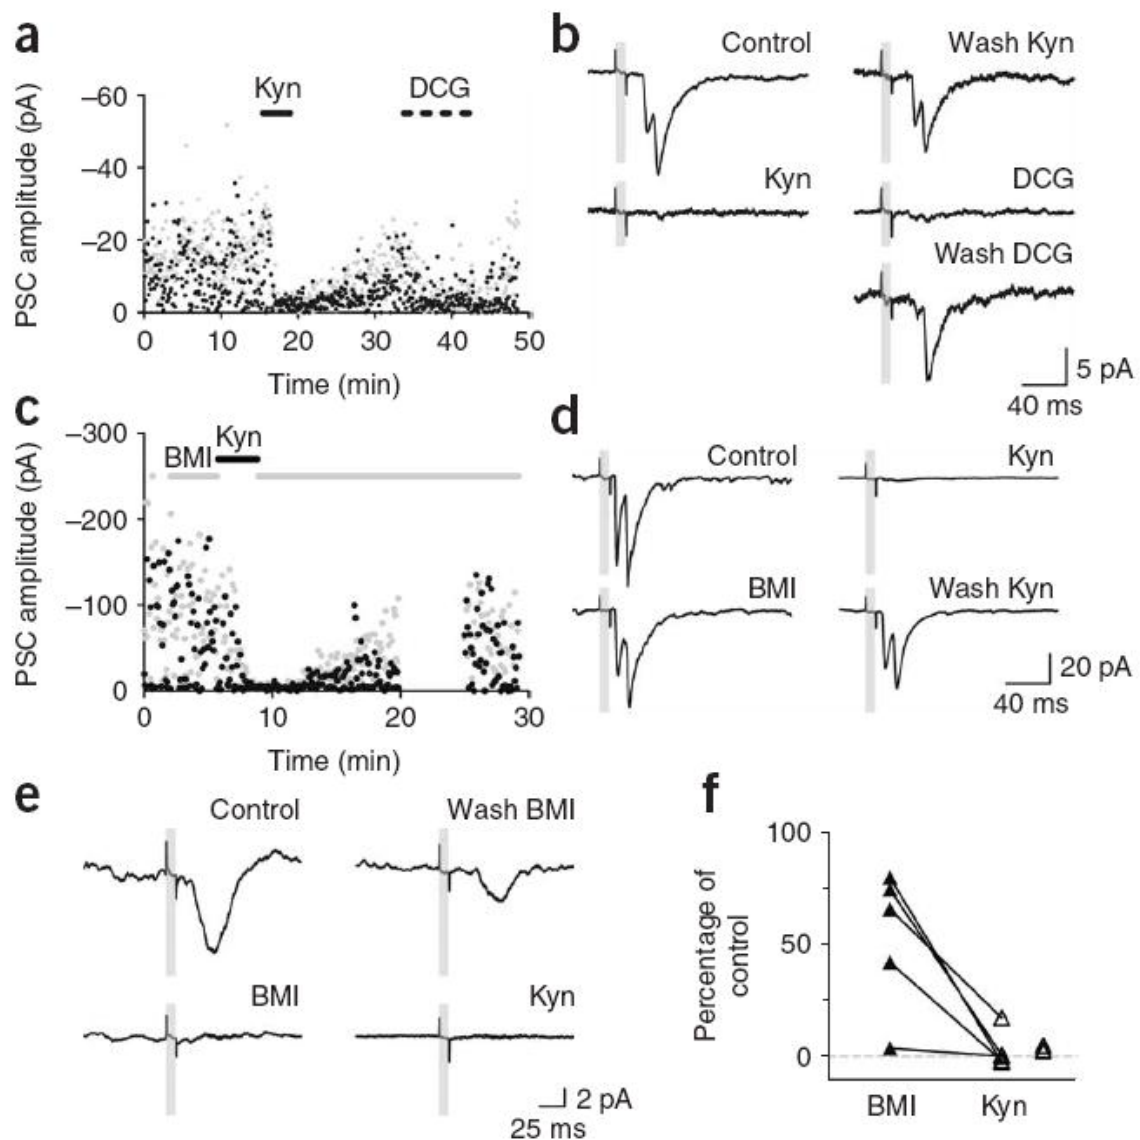 a
PSC amplitude (pA)
–60
–40
–20
0
Kyn
DCG
0 10 20 30 40 50
Time (min)
b
Control
Wash Kyn
Kyn
DCG
Wash DCG
5 pA
40 ms
c
PSC amplitude (pA)
–300
–200
–100
0
BMI
Kyn
0 10 20 30
Time (min)
d
Control
Kyn
BMI
Wash Kyn
20 pA
40 ms
e
Control
Wash BMI
BMI
Kyn
2 pA
25 ms
f
Percentage of
control
100
50
0
BMI Kyn